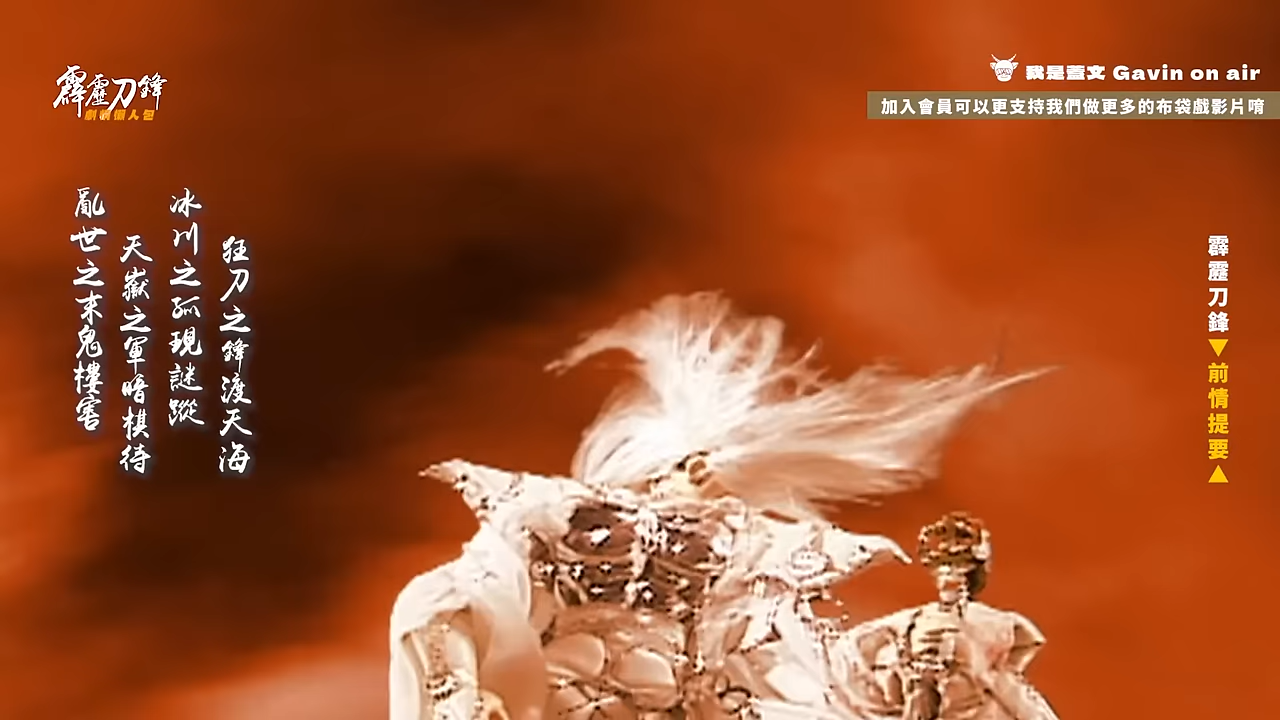 霹靂刀鋒
劇情懶人包
我是蓋文 Gavin on air
加入會員可以更支持我們做更多的布袋戲影片唷
狂刀之鋒渡天海
冰川之孤現謎蹤
天嶽之軍暗棋待
亂世之末鬼樓害
霹靂刀鋒▼前情提要▲